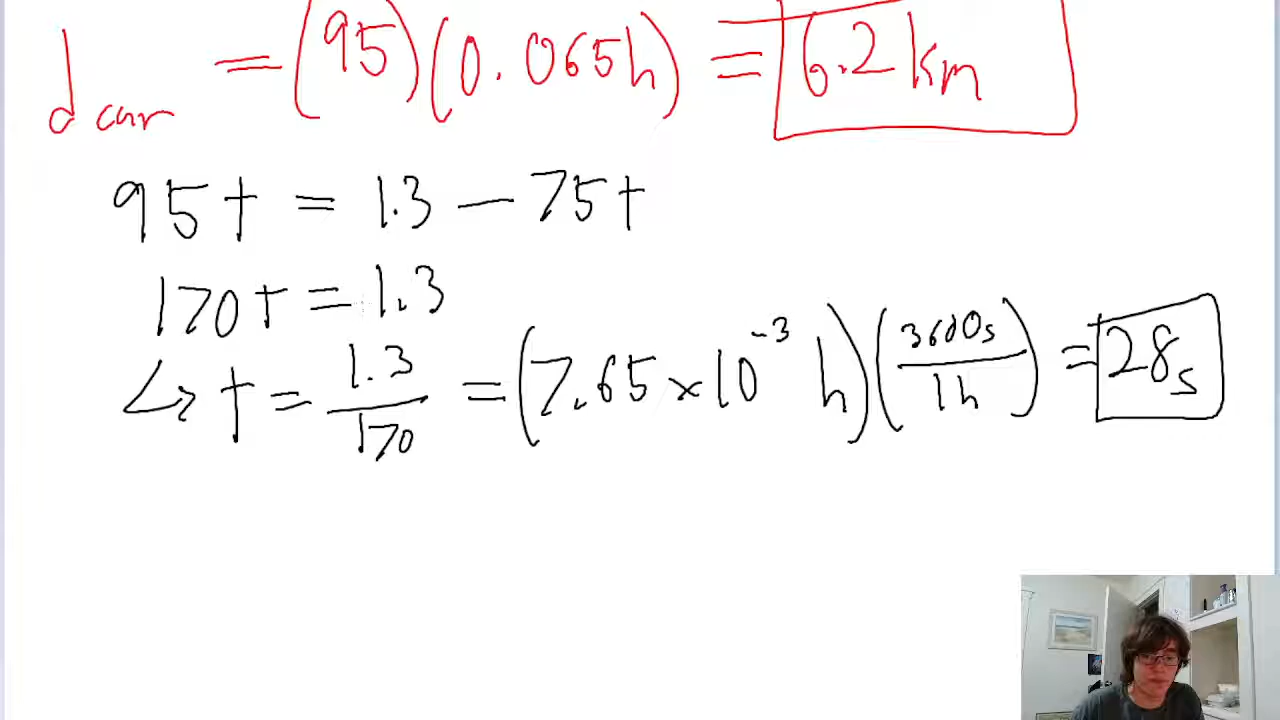 d car = (95)(0.065h) = 6.2 km
95t = 1.3 - 75t
170t = 1.3
↳ t = 1.3/170 = (7.65 × 10^-3 h)(3600s/1h) = 28s